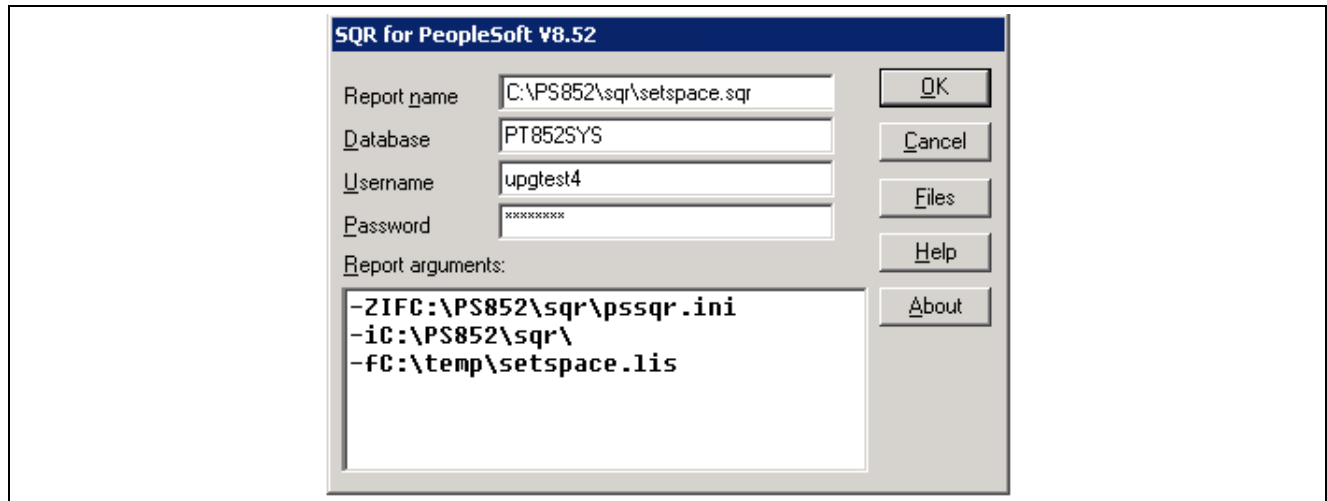 SQR for PeopleSoft V8.52
Report name C:\PS852\sqr\setspace.sqr OK
Database PT852SYS Cancel
Username upgtest4 Files
Password ******** Help
Report arguments: About
-ZIFC:\PS852\sqr\pssqr.ini
-iC:\PS852\sqr\
-fC:\temp\setspace.lis